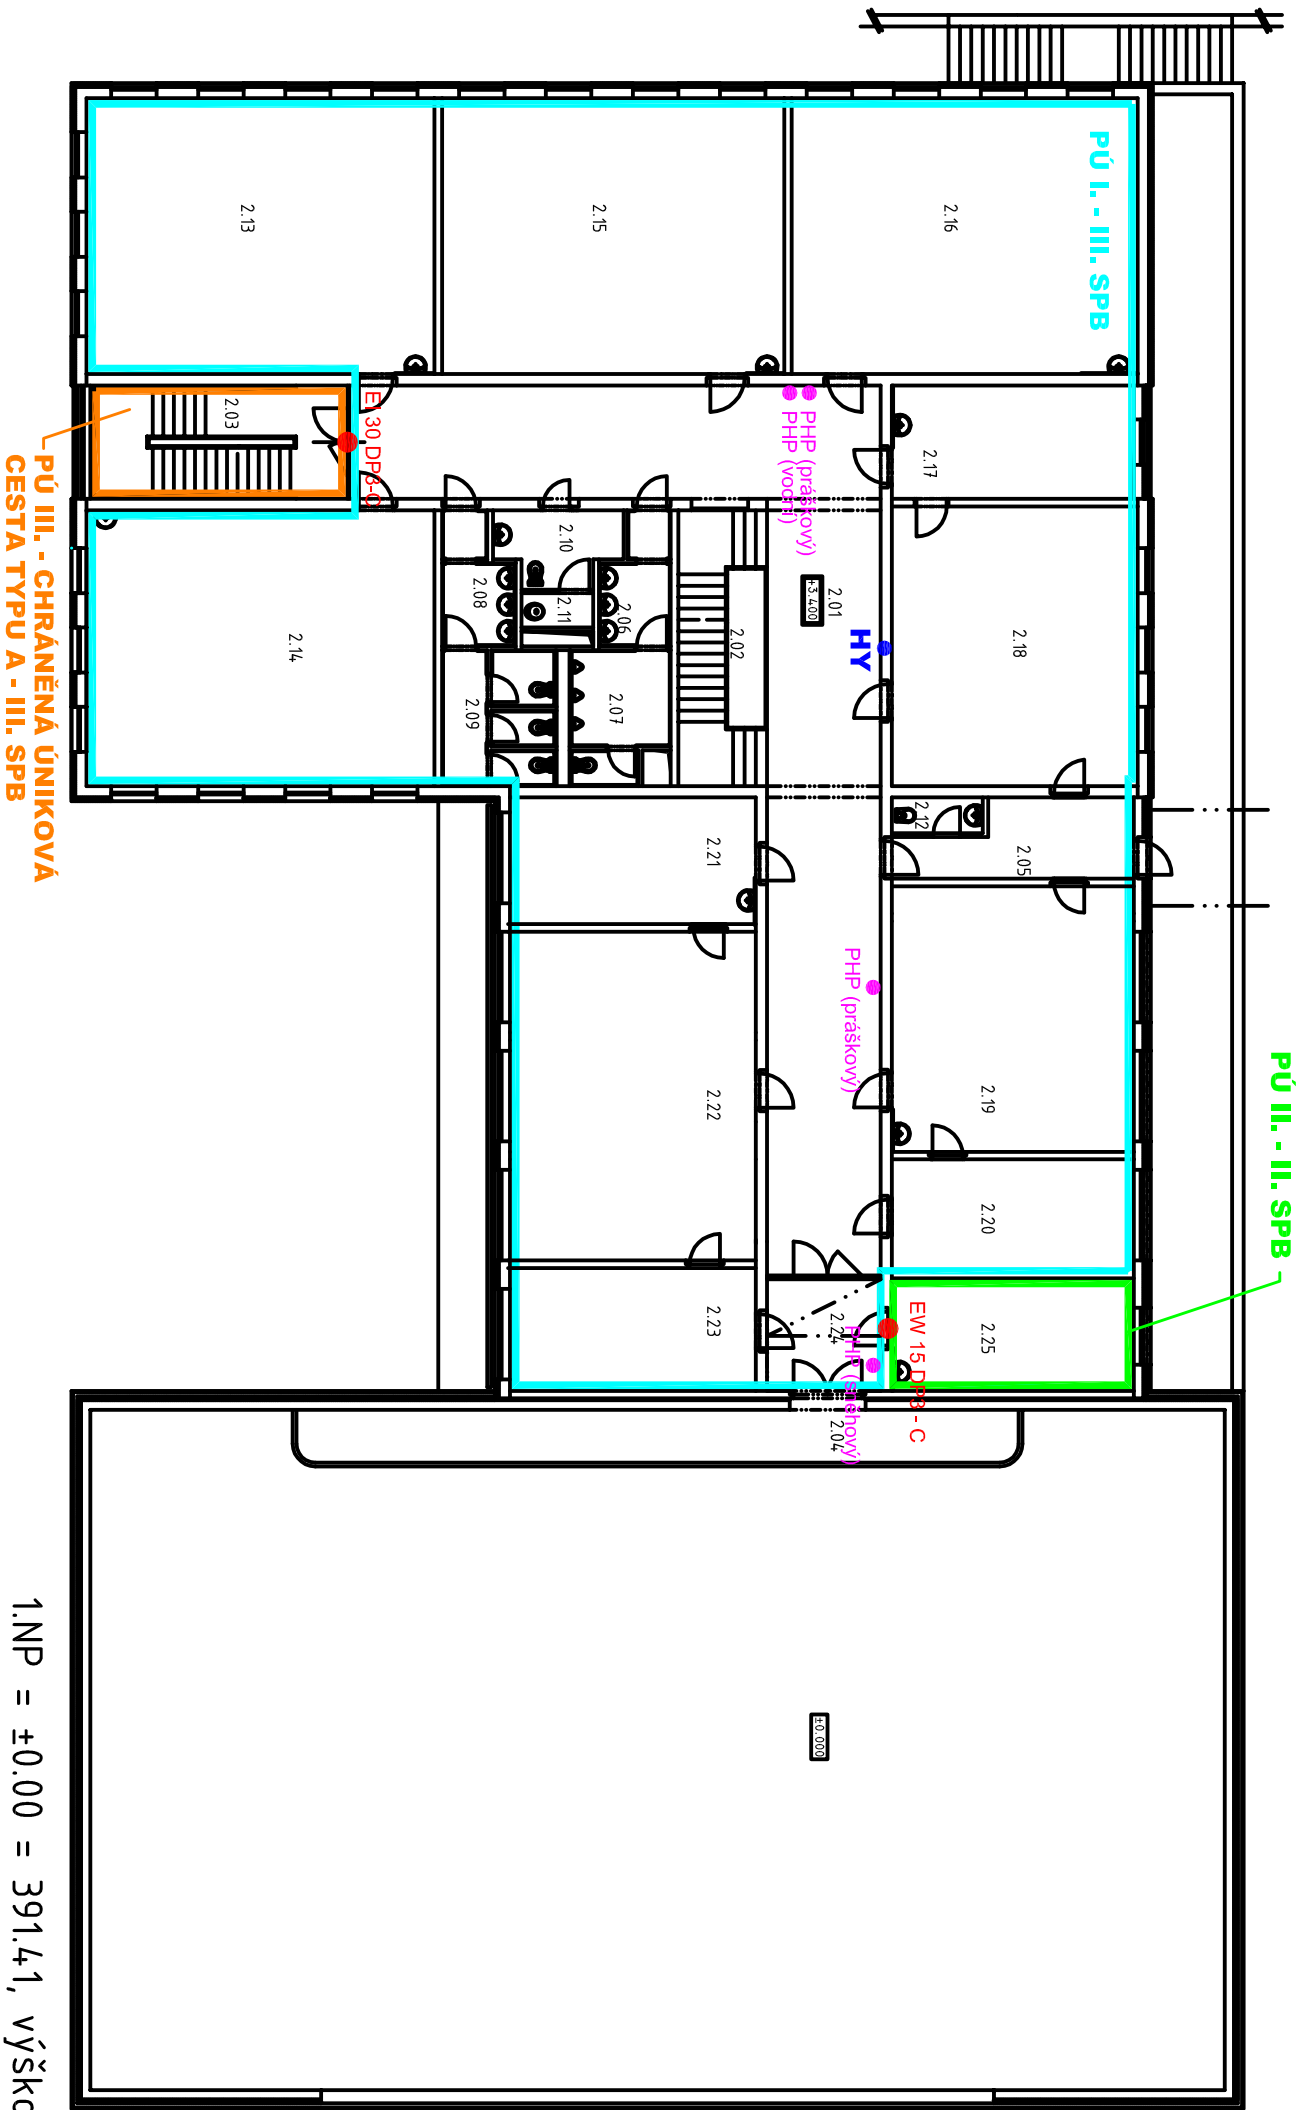 PÚ I. - III. SPB
2.16
2.15
2.13
2.17
PHP (práškový)
PHP (vodní)
EI 30 DP3-C
2.03
PÚ III. - CHRÁNĚNÁ ÚNIKOVÁ
CESTA TYPU A - III. SPB
2.18
2.01
+3.400
HY
2.02
2.10
2.11
2.06
2.08
2.07
2.09
2.14
2.12
2.05
2.21
2.19
PHP (práškový)
2.22
2.20
PÚ II. - II. SPB
2.25
EW 15 DP3 - C
2.24
PHP (sněhový)
2.23
2.04
±0.000
1.NP = ±0.00 = 391.41, výško